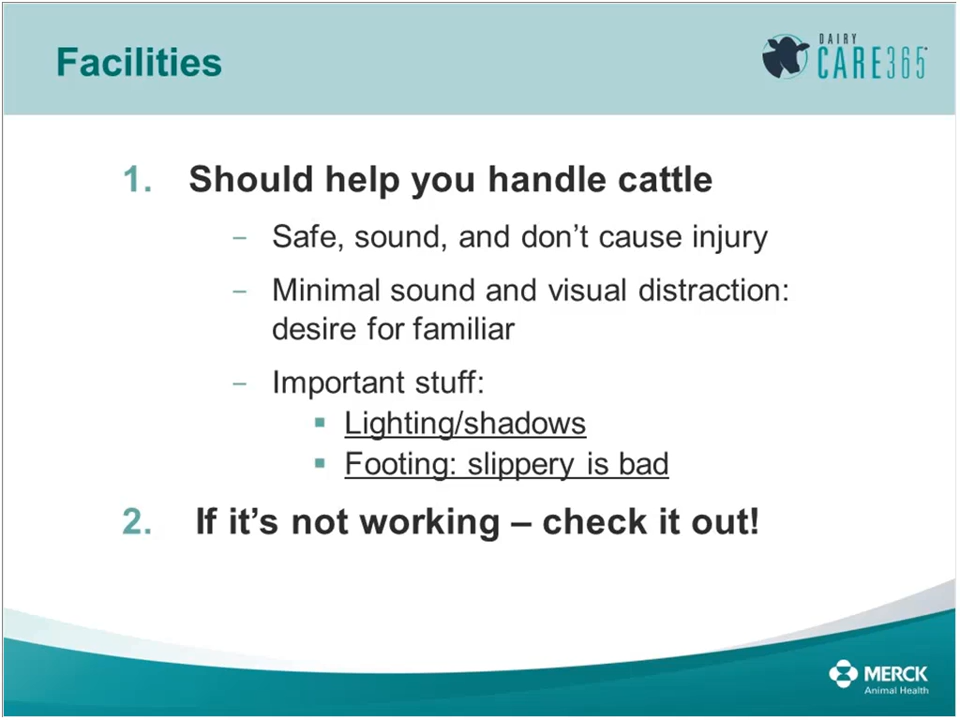 Facilities
DAIRY
CARE365™
1. Should help you handle cattle
– Safe, sound, and don’t cause injury
– Minimal sound and visual distraction:
desire for familiar
– Important stuff:
▪ Lighting/shadows
▪ Footing: slippery is bad
2. If it’s not working – check it out!
MERCK
Animal Health